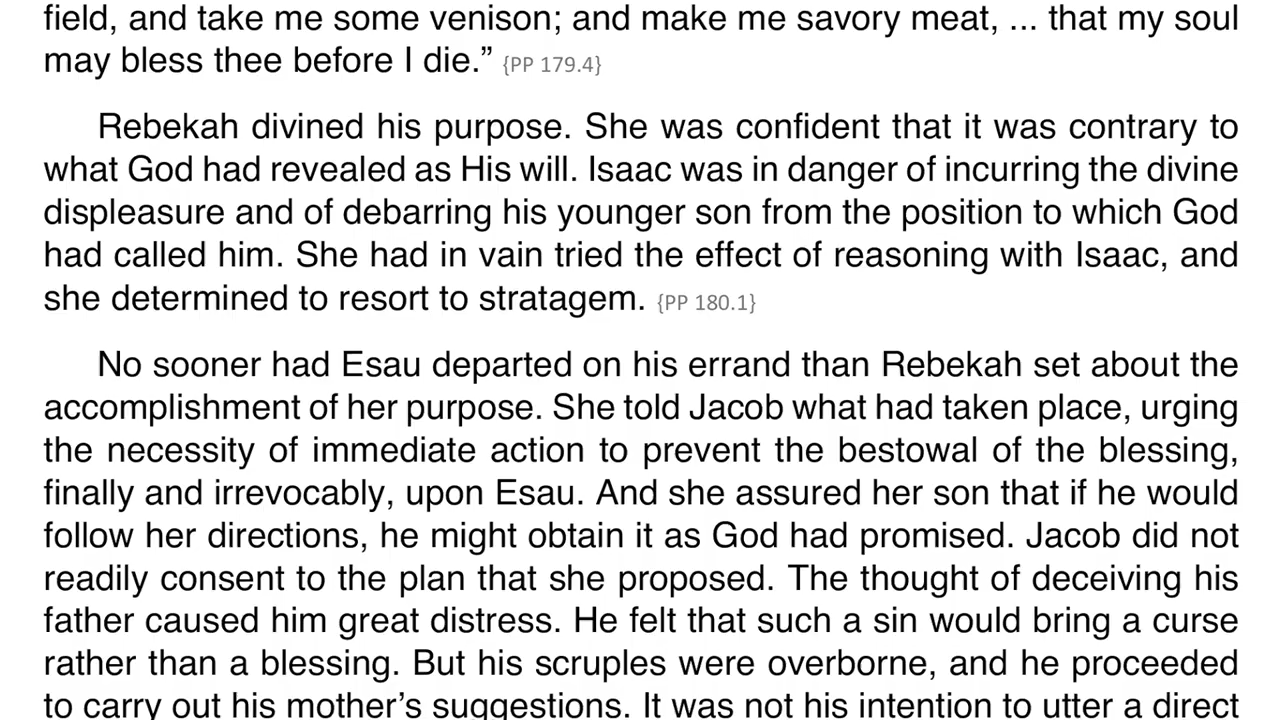 field, and take me some venison; and make me savory meat, ... that my soul
may bless thee before I die.” {PP 179.4}
Rebekah divined his purpose. She was confident that it was contrary to
what God had revealed as His will. Isaac was in danger of incurring the divine
displeasure and of debarring his younger son from the position to which God
had called him. She had in vain tried the effect of reasoning with Isaac, and
she determined to resort to stratagem. {PP 180.1}
No sooner had Esau departed on his errand than Rebekah set about the
accomplishment of her purpose. She told Jacob what had taken place, urging
the necessity of immediate action to prevent the bestowal of the blessing,
finally and irrevocably, upon Esau. And she assured her son that if he would
follow her directions, he might obtain it as God had promised. Jacob did not
readily consent to the plan that she proposed. The thought of deceiving his
father caused him great distress. He felt that such a sin would bring a curse
rather than a blessing. But his scruples were overborne, and he proceeded
to carry out his mother’s suggestions. It was not his intention to utter a direct